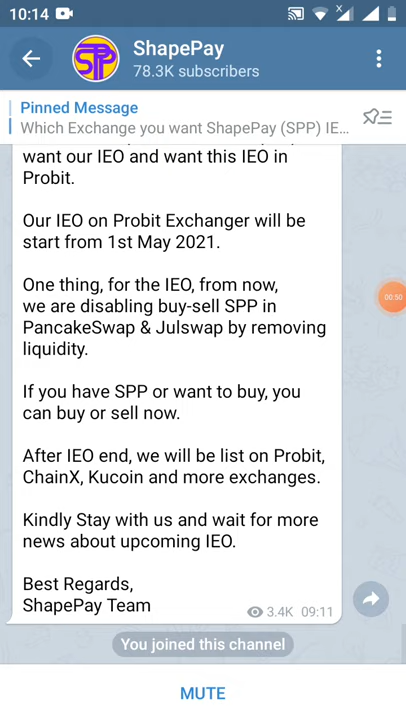 10:14
ShapePay
78.3K subscribers
Pinned Message
Which Exchange you want ShapePay (SPP) IE...
want our IEO and want this IEO in
Probit.
Our IEO on Probit Exchanger will be
start from 1st May 2021.
One thing, for the IEO, from now,
we are disabling buy-sell SPP in
PancakeSwap & Julswap by removing
liquidity.
If you have SPP or want to buy, you
can buy or sell now.
After IEO end, we will be list on Probit,
ChainX, Kucoin and more exchanges.
Kindly Stay with us and wait for more
news about upcoming IEO.
Best Regards,
ShapePay Team
3.4K 09:11
00:50
You joined this channel
MUTE